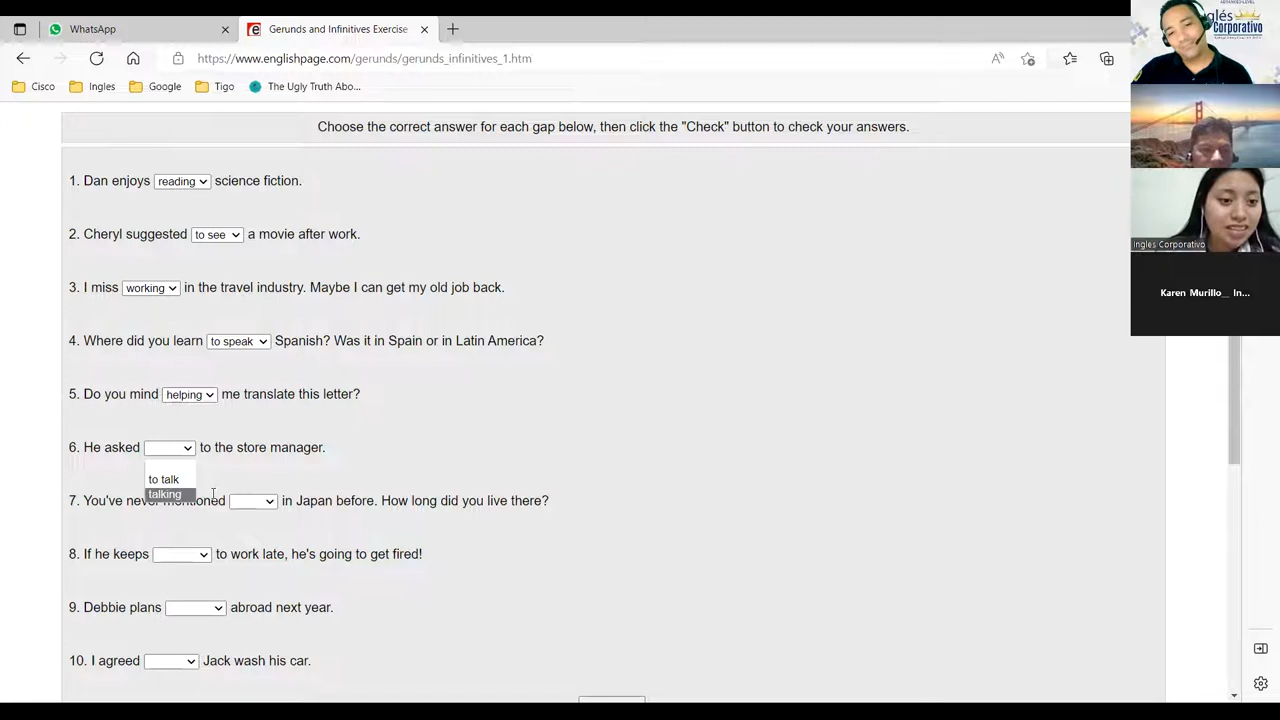 WhatsApp
Gerunds and Infinitives Exercise
https://www.englishpage.com/gerunds/gerunds_infinitives_1.htm
Cisco
Ingles
Google
Tigo
The Ugly Truth Abo...
Choose the correct answer for each gap below, then click the "Check" button to check your answers.
1. Dan enjoys reading science fiction.
2. Cheryl suggested to see a movie after work.
3. I miss working in the travel industry. Maybe I can get my old job back.
4. Where did you learn to speak Spanish? Was it in Spain or in Latin America?
5. Do you mind helping me translate this letter?
6. He asked to the store manager.
to talk
talking
7. You've never mentioned in Japan before. How long did you live there?
8. If he keeps to work late, he's going to get fired!
9. Debbie plans abroad next year.
10. I agreed Jack wash his car.
ADVANCED-LEVEL
glés
Corporativo
Ingles Corporativo
Karen Murillo_ In...